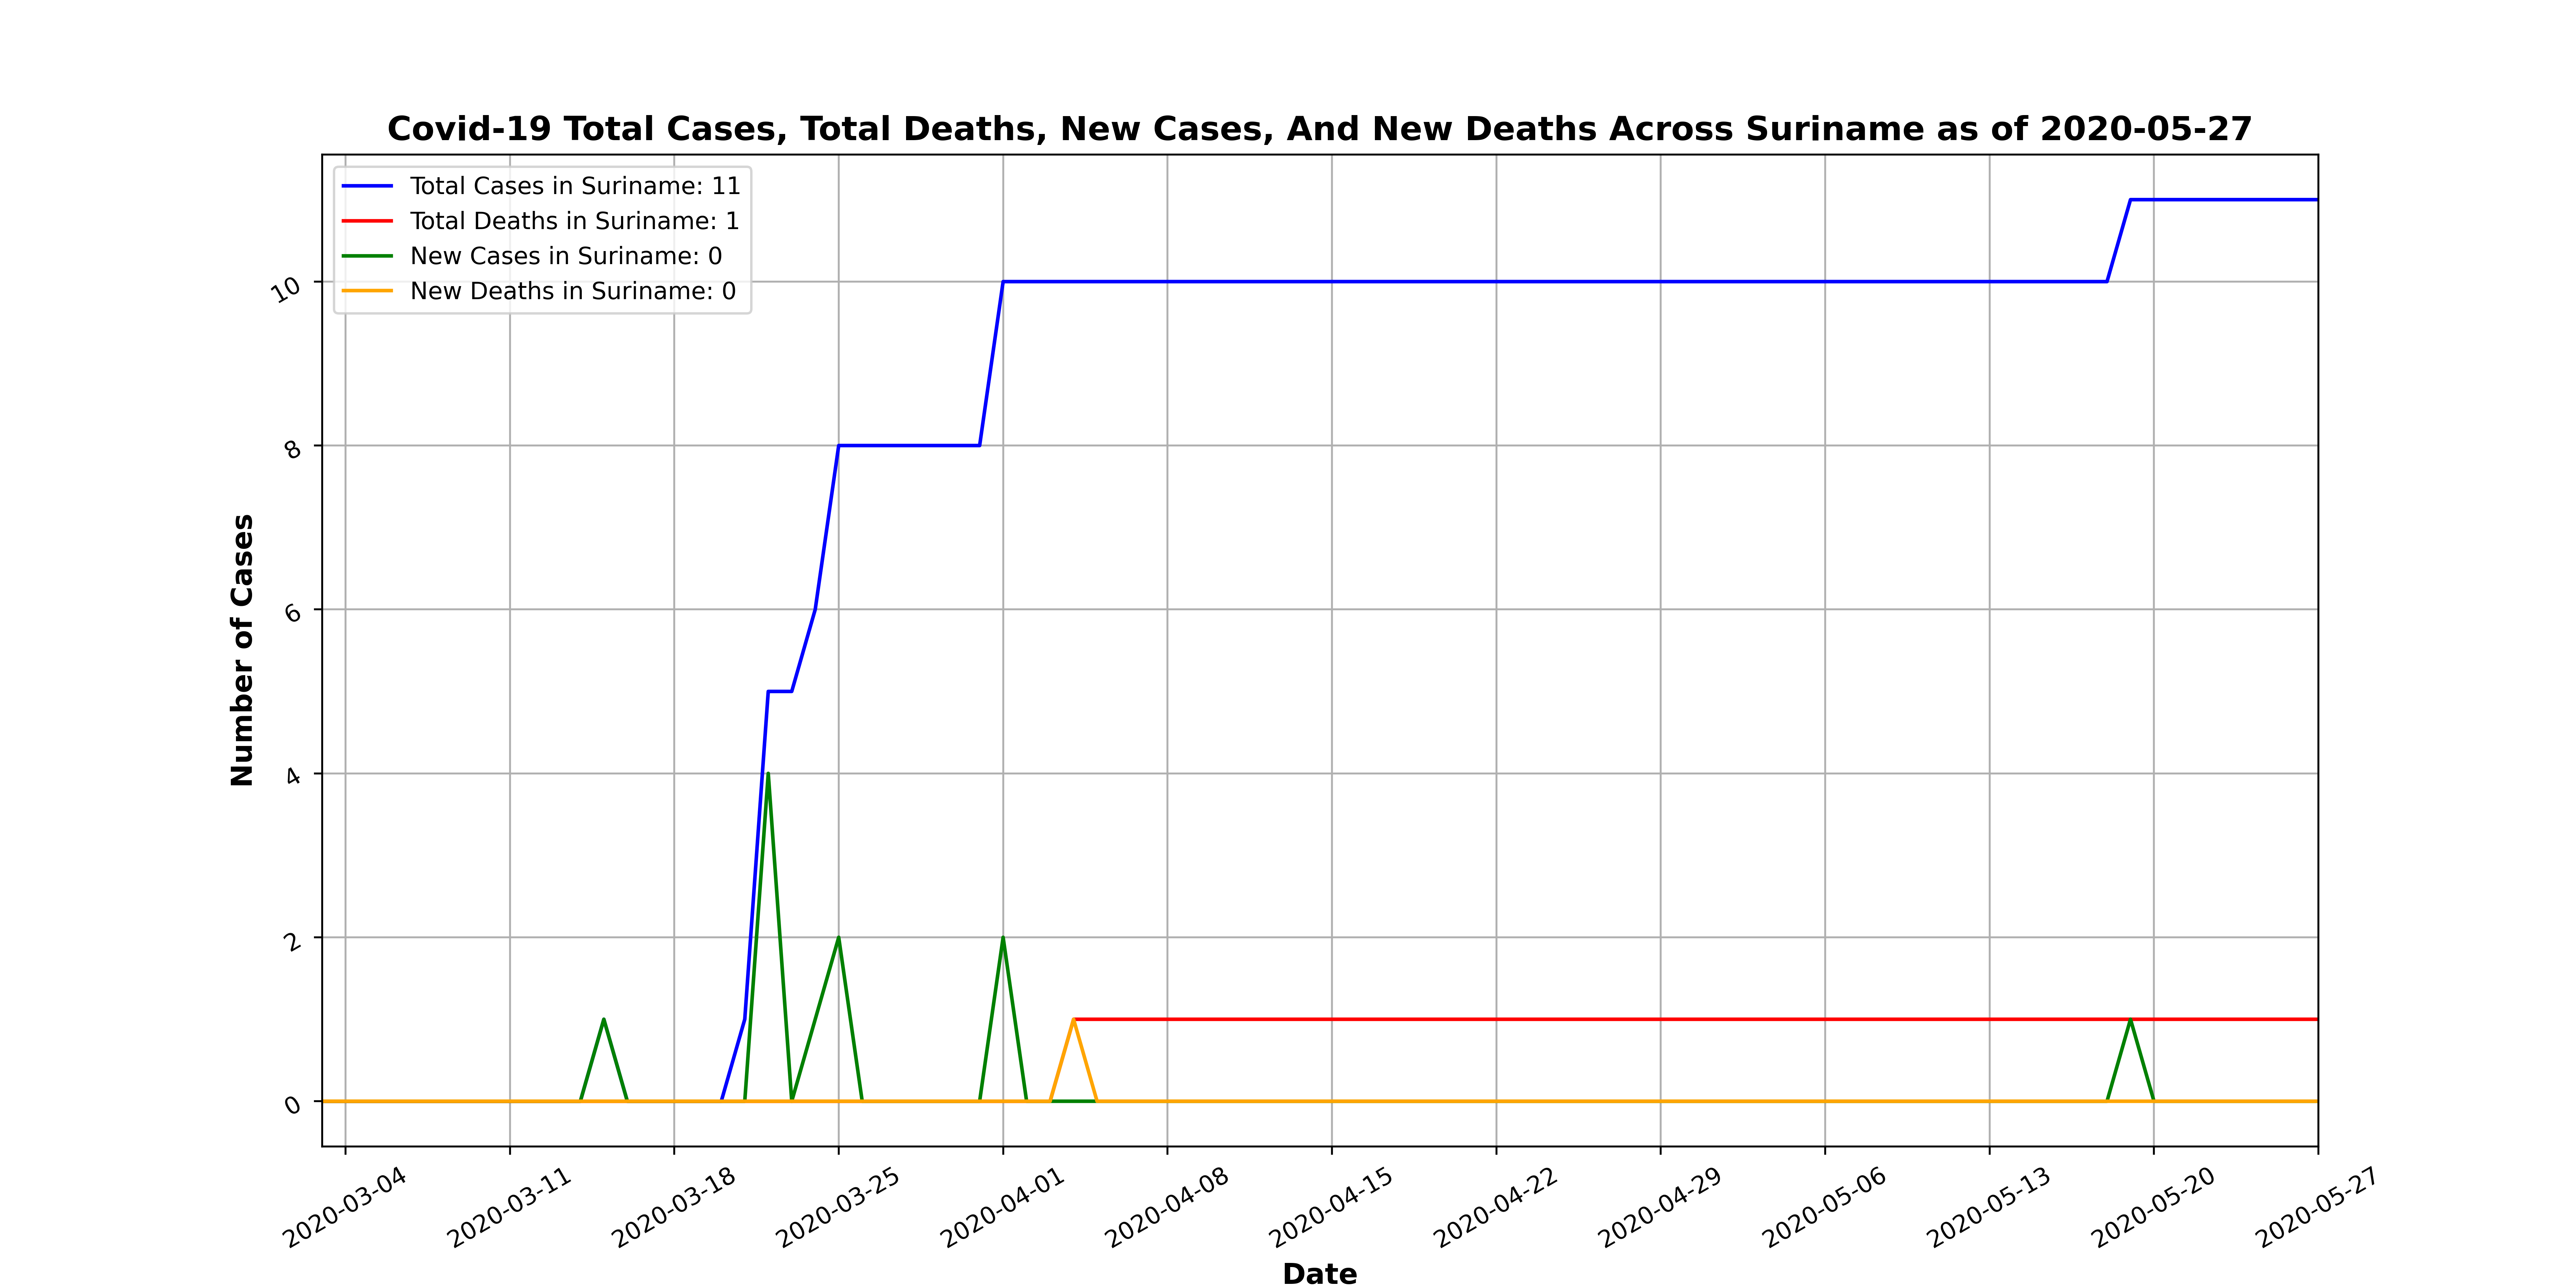 Covid-19 Total Cases, Total Deaths, New Cases, And New Deaths Across Suriname as of 2020-05-27
Total Cases in Suriname: 11
Total Deaths in Suriname: 1
New Cases in Suriname: 0
New Deaths in Suriname: 0
10
8
6
4
2
0
Number of Cases
2020-03-04 2020-03-11 2020-03-18 2020-03-25 2020-04-01 2020-04-08 2020-04-15 2020-04-22 2020-04-29 2020-05-06 2020-05-13 2020-05-20 2020-05-27
Date